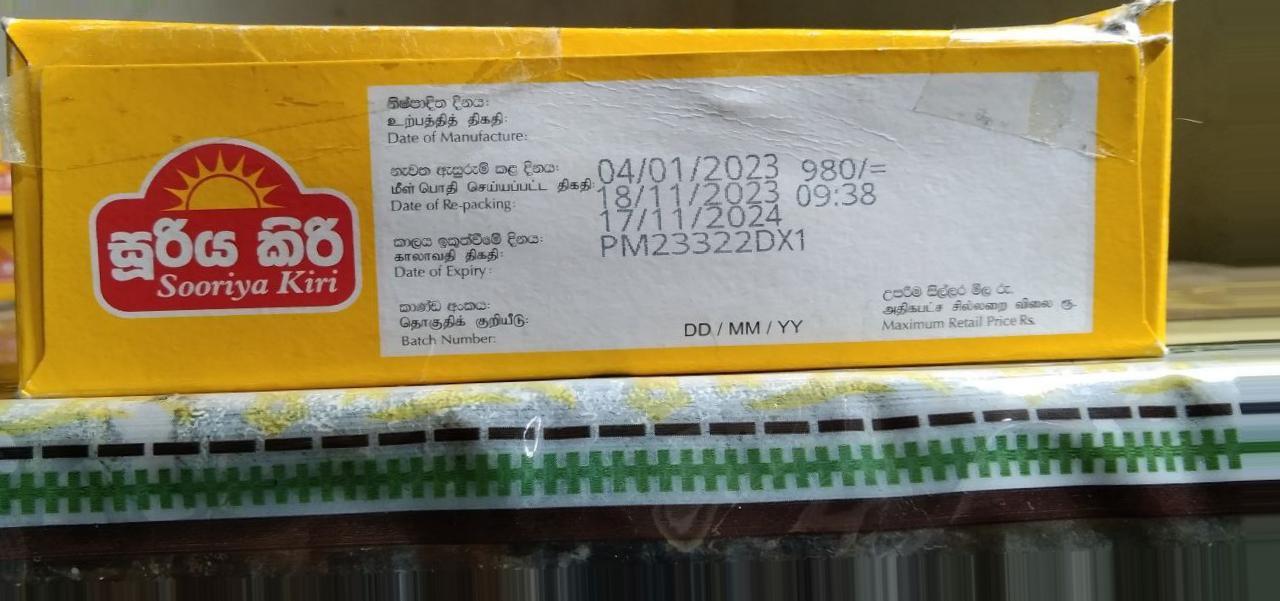 සූරිය කිරි
Sooriya Kiri
නිෂ්පාදිත දිනය:
உற்பத்தித் திகதி:
Date of Manufacture:
නැවත ඇසුරුම් කළ දිනය:
மீள் பொதி செய்யப்பட்ட திகதி:
Date of Re-packing:
කාලය ඉකුත්වීමේ දිනය:
காலாவதி திகதி:
Date of Expiry:
කාණ්ඩ අංකය:
தொகுதிக் குறியீடு:
Batch Number:
04/01/2023 980/=
18/11/2023 09:38
17/11/2024
PM23322DX1
DD / MM / YY
උපරිම සිල්ලර මිල රු.
அதிகபட்ச சில்லறை விலை ரூ.
Maximum Retail Price Rs.